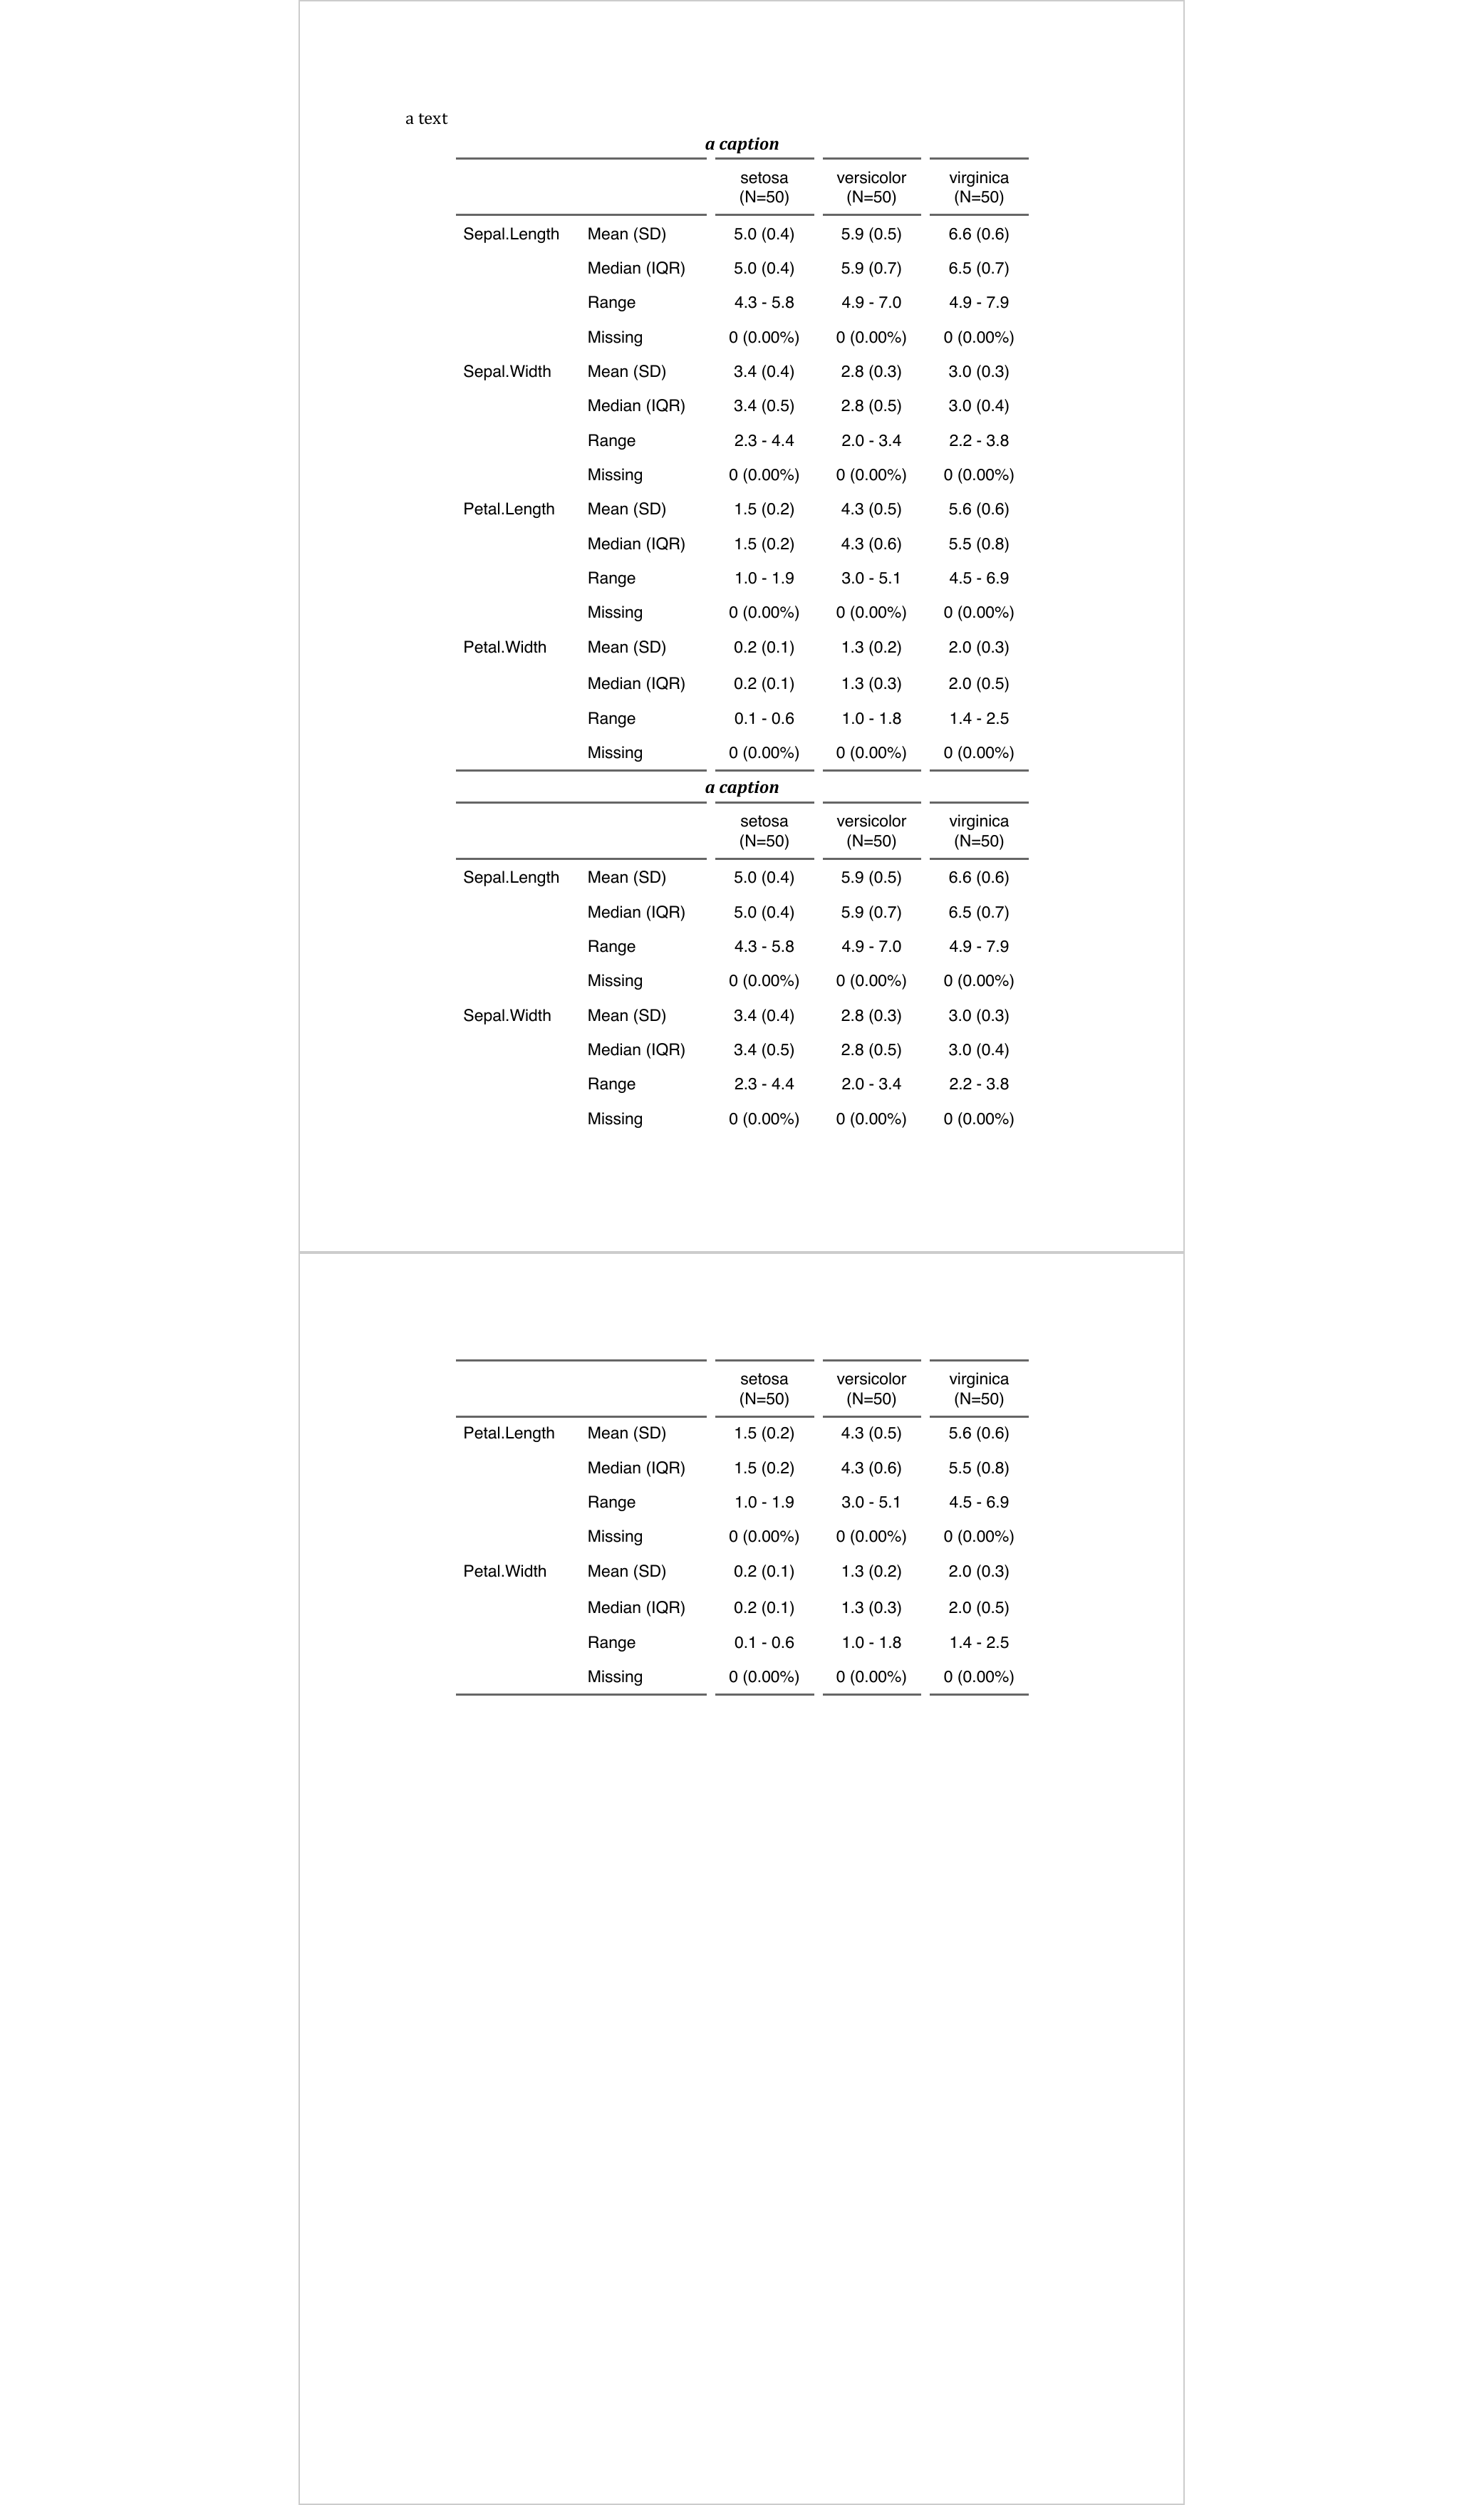 a text
a caption
setosa versicolor virginica
(N=50) (N=50) (N=50)
Sepal.Length Mean (SD) 5.0 (0.4) 5.9 (0.5) 6.6 (0.6)
Median (IQR) 5.0 (0.4) 5.9 (0.7) 6.5 (0.7)
Range 4.3 - 5.8 4.9 - 7.0 4.9 - 7.9
Missing 0 (0.00%) 0 (0.00%) 0 (0.00%)
Sepal.Width Mean (SD) 3.4 (0.4) 2.8 (0.3) 3.0 (0.3)
Median (IQR) 3.4 (0.5) 2.8 (0.5) 3.0 (0.4)
Range 2.3 - 4.4 2.0 - 3.4 2.2 - 3.8
Missing 0 (0.00%) 0 (0.00%) 0 (0.00%)
Petal.Length Mean (SD) 1.5 (0.2) 4.3 (0.5) 5.6 (0.6)
Median (IQR) 1.5 (0.2) 4.3 (0.6) 5.5 (0.8)
Range 1.0 - 1.9 3.0 - 5.1 4.5 - 6.9
Missing 0 (0.00%) 0 (0.00%) 0 (0.00%)
Petal.Width Mean (SD) 0.2 (0.1) 1.3 (0.2) 2.0 (0.3)
Median (IQR) 0.2 (0.1) 1.3 (0.3) 2.0 (0.5)
Range 0.1 - 0.6 1.0 - 1.8 1.4 - 2.5
Missing 0 (0.00%) 0 (0.00%) 0 (0.00%)
a caption
setosa versicolor virginica
(N=50) (N=50) (N=50)
Sepal.Length Mean (SD) 5.0 (0.4) 5.9 (0.5) 6.6 (0.6)
Median (IQR) 5.0 (0.4) 5.9 (0.7) 6.5 (0.7)
Range 4.3 - 5.8 4.9 - 7.0 4.9 - 7.9
Missing 0 (0.00%) 0 (0.00%) 0 (0.00%)
Sepal.Width Mean (SD) 3.4 (0.4) 2.8 (0.3) 3.0 (0.3)
Median (IQR) 3.4 (0.5) 2.8 (0.5) 3.0 (0.4)
Range 2.3 - 4.4 2.0 - 3.4 2.2 - 3.8
Missing 0 (0.00%) 0 (0.00%) 0 (0.00%)
setosa versicolor virginica
(N=50) (N=50) (N=50)
Petal.Length Mean (SD) 1.5 (0.2) 4.3 (0.5) 5.6 (0.6)
Median (IQR) 1.5 (0.2) 4.3 (0.6) 5.5 (0.8)
Range 1.0 - 1.9 3.0 - 5.1 4.5 - 6.9
Missing 0 (0.00%) 0 (0.00%) 0 (0.00%)
Petal.Width Mean (SD) 0.2 (0.1) 1.3 (0.2) 2.0 (0.3)
Median (IQR) 0.2 (0.1) 1.3 (0.3) 2.0 (0.5)
Range 0.1 - 0.6 1.0 - 1.8 1.4 - 2.5
Missing 0 (0.00%) 0 (0.00%) 0 (0.00%)